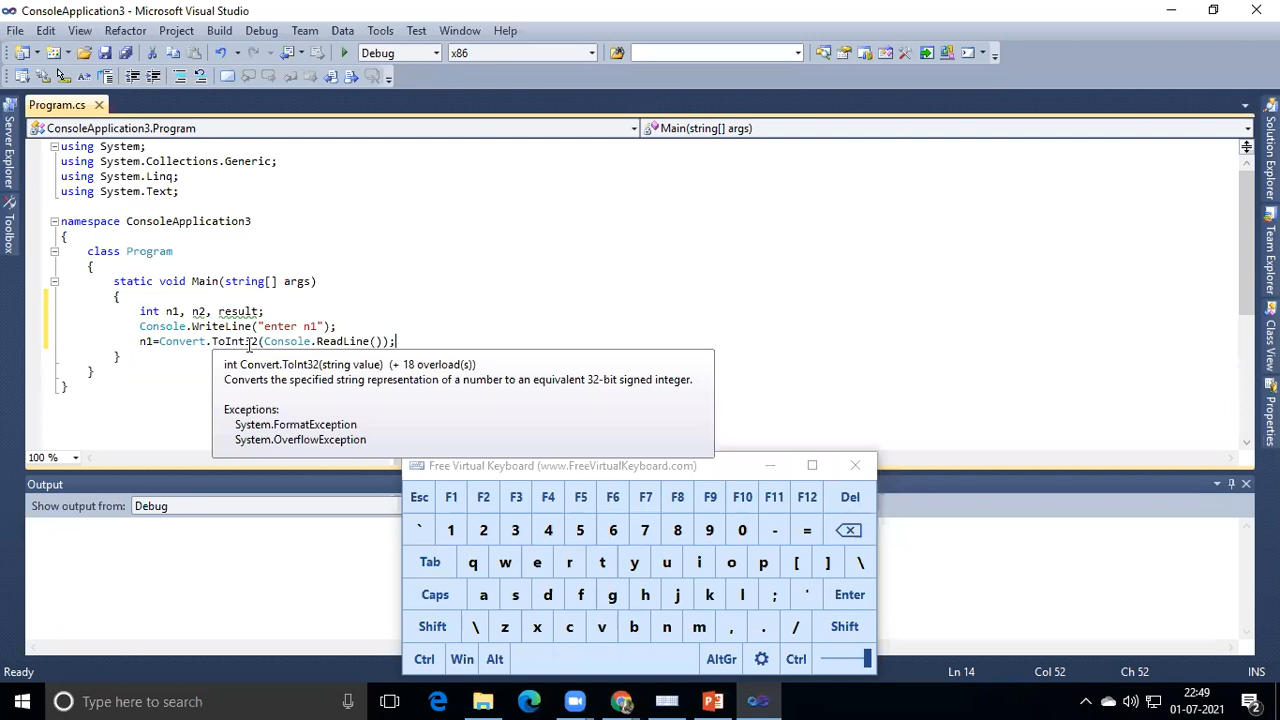 ConsoleApplication3 - Microsoft Visual Studio
File Edit View Refactor Project Build Debug Team Data Tools Test Window Help
Debug x86
Program.cs
ConsoleApplication3.Program Main(string[] args)
using System;
using System.Collections.Generic;
using System.Linq;
using System.Text;
namespace ConsoleApplication3
{
class Program
{
static void Main(string[] args)
{
int n1, n2, result;
Console.WriteLine("enter n1");
n1=Convert.ToInt32(Console.ReadLine());
}
}
}
int Convert.ToInt32(string value) (+ 18 overload(s))
Converts the specified string representation of a number to an equivalent 32-bit signed integer.
Exceptions:
System.FormatException
System.OverflowException
Server Explorer
Toolbox
Solution Explorer
Team Explorer
Class View
Properties
100 %
Output
Show output from: Debug
Free Virtual Keyboard (www.FreeVirtualKeyboard.com)
Esc F1 F2 F3 F4 F5 F6 F7 F8 F9 F10 F11 F12 Del
` 1 2 3 4 5 6 7 8 9 0 - =
Tab q w e r t y u i o p [ ] \
Caps a s d f g h j k l ; ' Enter
Shift \ z x c v b n m , . / Shift
Ctrl Win Alt AltGr Ctrl
Ready Ln 14 Col 52 Ch 52 INS
Type here to search
22:49
01-07-2021
2